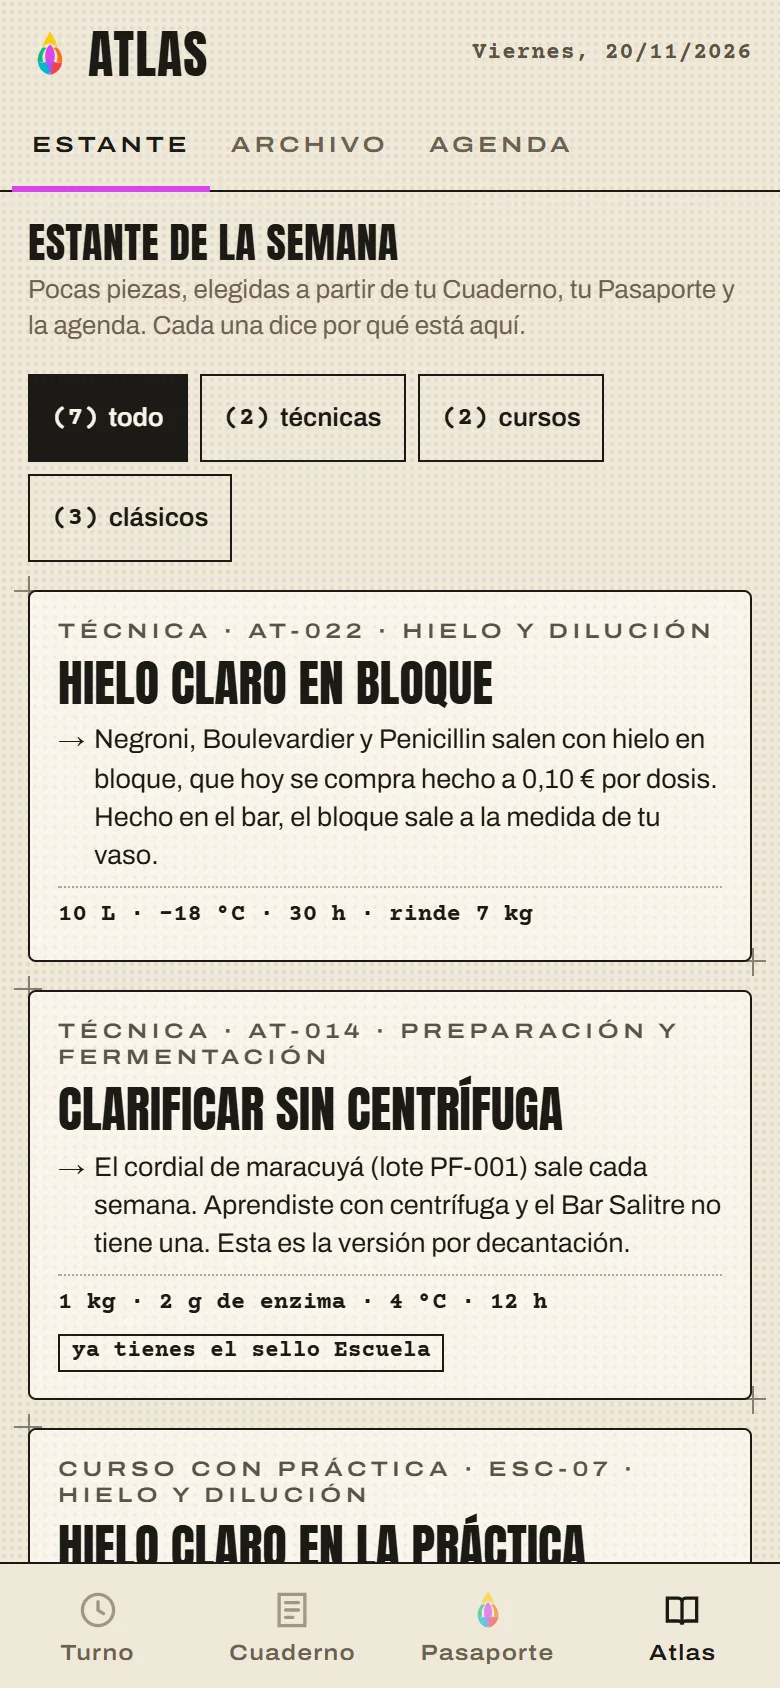 ATLAS
Viernes, 20/11/2026
ESTANTE ARCHIVO AGENDA
ESTANTE DE LA SEMANA
Pocas piezas, elegidas a partir de tu Cuaderno, tu Pasaporte y
la agenda. Cada una dice por qué está aquí.
(7) todo
(2) técnicas
(2) cursos
(3) clásicos
TÉCNICA · AT-022 · HIELO Y DILUCIÓN
HIELO CLARO EN BLOQUE
→ Negroni, Boulevardier y Penicillin salen con hielo en
bloque, que hoy se compra hecho a 0,10 € por dosis.
Hecho en el bar, el bloque sale a la medida de tu
vaso.
10 L · −18 °C · 30 h · rinde 7 kg
TÉCNICA · AT-014 · PREPARACIÓN Y
FERMENTACIÓN
CLARIFICAR SIN CENTRÍFUGA
→ El cordial de maracuyá (lote PF-001) sale cada
semana. Aprendiste con centrífuga y el Bar Salitre no
tiene una. Esta es la versión por decantación.
1 kg · 2 g de enzima · 4 °C · 12 h
ya tienes el sello Escuela
CURSO CON PRÁCTICA · ESC-07 ·
HIELO Y DILUCIÓN
HIELO CLARO EN LA PRÁCTICA
Turno
Cuaderno
Pasaporte
Atlas